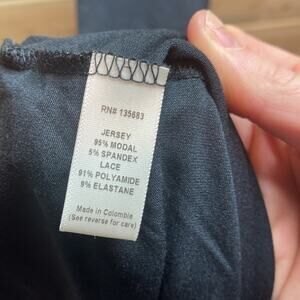 RN# 135683
JERSEY
95% MODAL
5% SPANDEX
LACE
91% POLYAMIDE
9% ELASTANE
Made in Colombia
(See reverse for care)